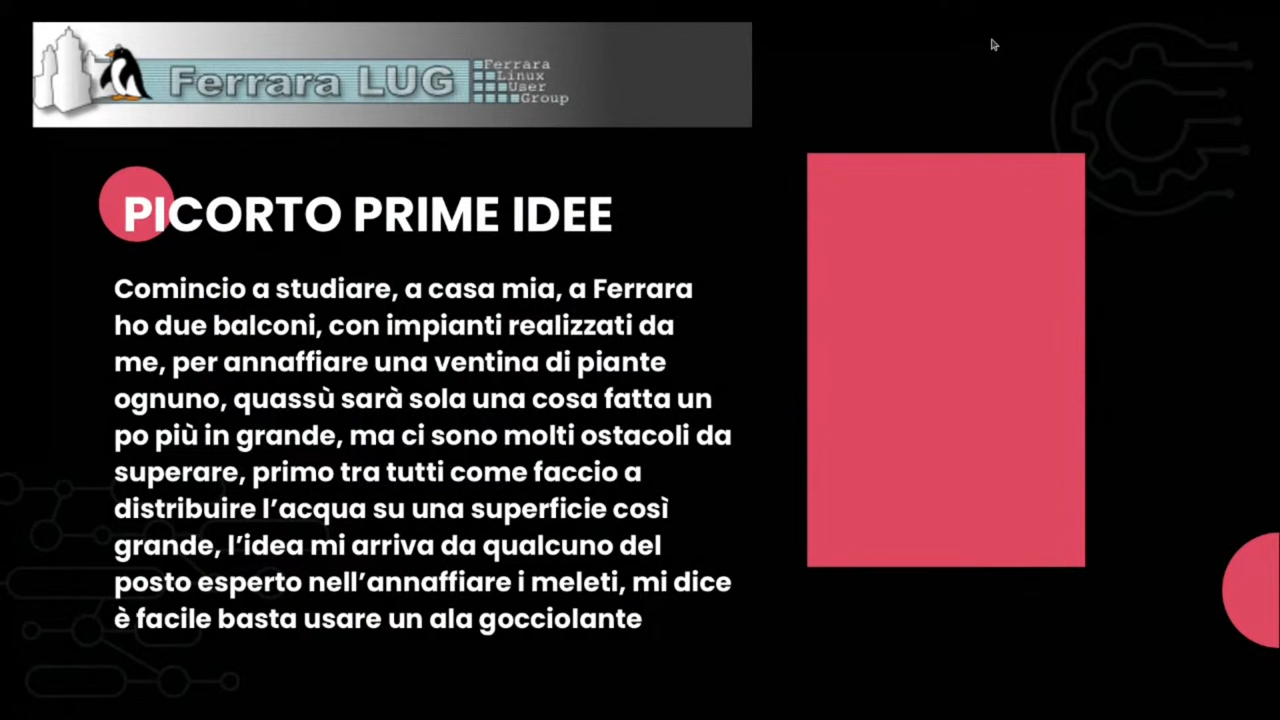 Ferrara LUG
Ferrara
Linux
User
Group
PICORTO PRIME IDEE
Comincio a studiare, a casa mia, a Ferrara
ho due balconi, con impianti realizzati da
me, per annaffiare una ventina di piante
ognuno, quassù sarà sola una cosa fatta un
po più in grande, ma ci sono molti ostacoli da
superare, primo tra tutti come faccio a
distribuire l’acqua su una superficie così
grande, l’idea mi arriva da qualcuno del
posto esperto nell’annaffiare i meleti, mi dice
è facile basta usare un ala gocciolante